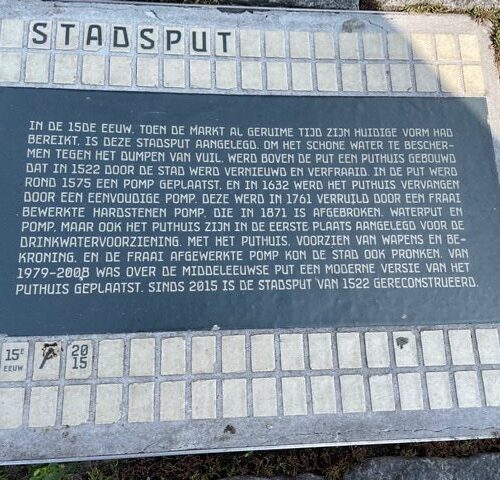 STADSPUT
IN DE 15DE EEUW, TOEN DE MARKT AL GERUIME TIJD ZIJN HUIDIGE VORM HAD
BEREIKT, IS DEZE STADSPUT AANGELEGD. OM HET SCHONE WATER TE BESCHER-
MEN TEGEN HET DUMPEN VAN VUIL, WERD BOVEN DE PUT EEN PUTHUIS GEBOUWD
DAT IN 1522 DOOR DE STAD WERD VERNIEUWD EN VERFRAAID. IN DE PUT WERD
ROND 1575 EEN POMP GEPLAATST, EN IN 1632 WERD HET PUTHUIS VERVANGEN
DOOR EEN EENVOUDIGE POMP. DEZE WERD IN 1761 VERRUILD DOOR EEN FRAAI
BEWERKTE HARDSTENEN POMP, DIE IN 1871 IS AFGEBROKEN. WATERPUT EN
POMP, MAAR OOK HET PUTHUIS ZIJN IN DE EERSTE PLAATS AANGELEGD VOOR DE
DRINKWATERVOORZIENING. MET HET PUTHUIS, VOORZIEN VAN WAPENS EN BE-
KRONING, EN DE FRAAI AFGEWERKTE POMP KON DE STAD OOK PRONKEN. VAN
1979-2008 WAS OVER DE MIDDELEEUWSE PUT EEN MODERNE VERSIE VAN HET
PUTHUIS GEPLAATST. SINDS 2015 IS DE STADSPUT VAN 1522 GERECONSTRUEERD.
15E
EEUW
20
15